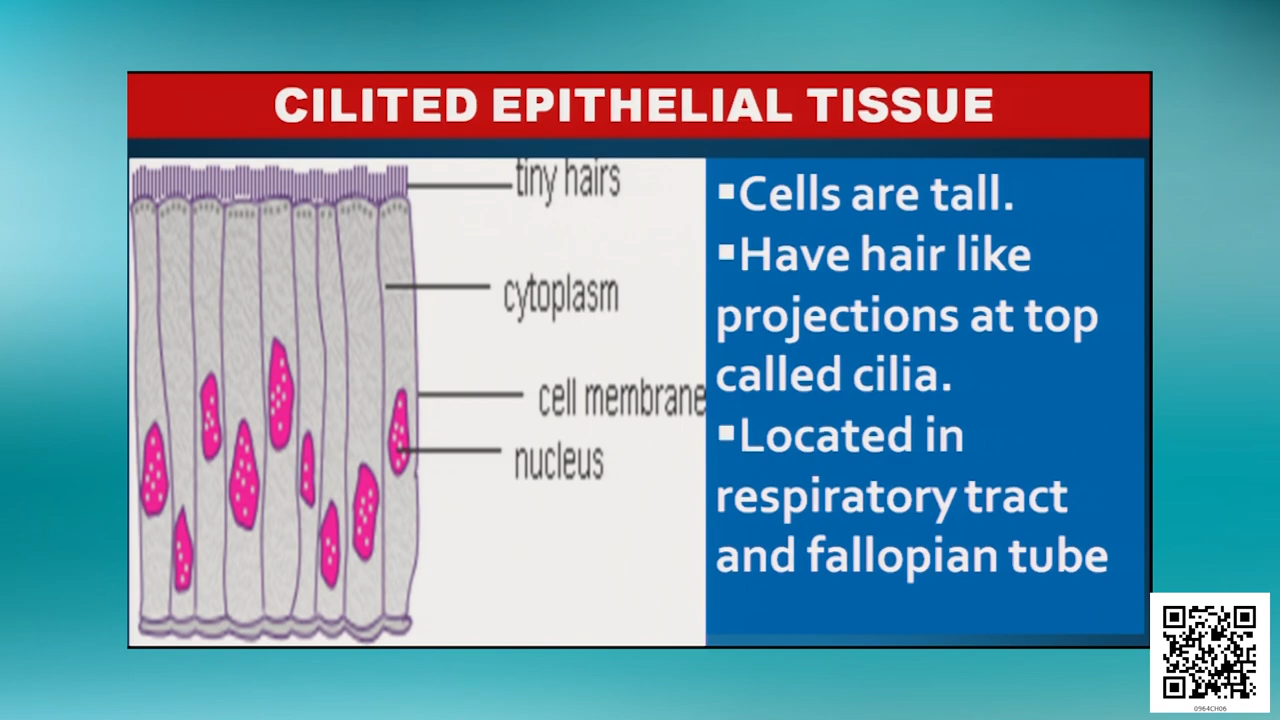 CILITED EPITHELIAL TISSUE
tiny hairs
cytoplasm
cell membrane
nucleus
▪Cells are tall.
▪Have hair like
projections at top
called cilia.
▪Located in
respiratory tract
and fallopian tube
0964CH06